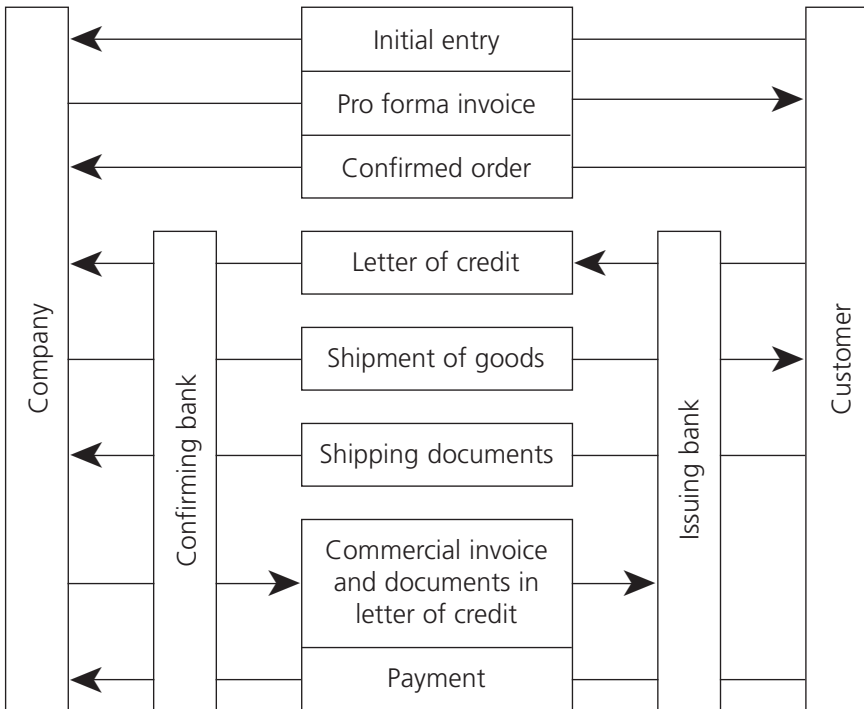 Initial entry
Pro forma invoice
Confirmed order
Letter of credit
Shipment of goods
Shipping documents
Commercial invoice
and documents in
letter of credit
Payment
Company
Confirming bank
Issuing bank
Customer